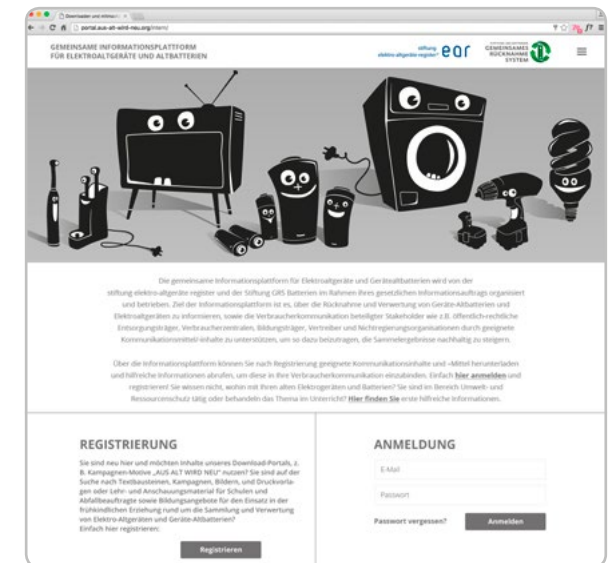 Downloaden und Aktmac
portal.aus-alt-wird-neu.org/intern/
GEMEINSAME INFORMATIONSPLATTFORM
FÜR ELEKTROALTGERÄTE UND ALTBATTERIEN
stiftung
elektro-altgeräte register®
ear
GEMEINSAMES
RÜCKNAHME
SYSTEM
Die gemeinsame Informationsplattform für Elektroaltgeräte und Gerätealtbatterien wird von der
stiftung elektro-altgeräte register und der Stiftung GRS Batterien im Rahmen ihres gesetzlichen Informationsauftrags organisiert
und betrieben. Ziel der Informationsplattform ist es, über die Rücknahme und Verwertung von Geräte-Altbatterien und
Elektroaltgeräten zu informieren, sowie die Verbraucherkommunikation beteiligter Stakeholder wie z.B. öffentlich-rechtliche
Entsorgungsträger, Verbraucherzentralen, Bildungsträger, Vertreiber und Nichtregierungsorganisationen durch geeignete
Kommunikationsmittel/-inhalte zu unterstützen, um so dazu beizutragen, die Sammelergebnisse nachhaltig zu steigern.
Über die Informationsplattform können Sie nach Registrierung geeignete Kommunikationsinhalte und –Mittel herunterladen
und hilfreiche Informationen abrufen, um diese in Ihre Verbraucherkommunikation einzubinden. Einfach hier anmelden und
registrieren! Sie wissen nicht, wohin mit Ihren alten Elektrogeräten und Batterien? Sie sind im Bereich Umwelt- und
Ressourcenschutz tätig oder behandeln das Thema im Unterricht? Hier finden Sie erste hilfreiche Informationen.
REGISTRIERUNG
Sie sind neu hier und möchten Inhalte unseres Download-Portals, z.
B. Kampagnen-Motive „AUS ALT WIRD NEU“ nutzen? Sie sind auf der
Suche nach Textbausteinen, Kampagnen, Bildern, und Druckvorla-
gen oder Lehr- und Anschauungsmaterial für Schulen und
Abfallbeauftragte sowie Bildungsangebote für den Einsatz in der
frühkindlichen Erziehung rund um die Sammlung und Verwertung
von Elektro-Altgeräten und Geräte-Altbatterien?
Einfach hier registrieren:
Registrieren
ANMELDUNG
E-Mail
Passwort
Passwort vergessen?
Anmelden